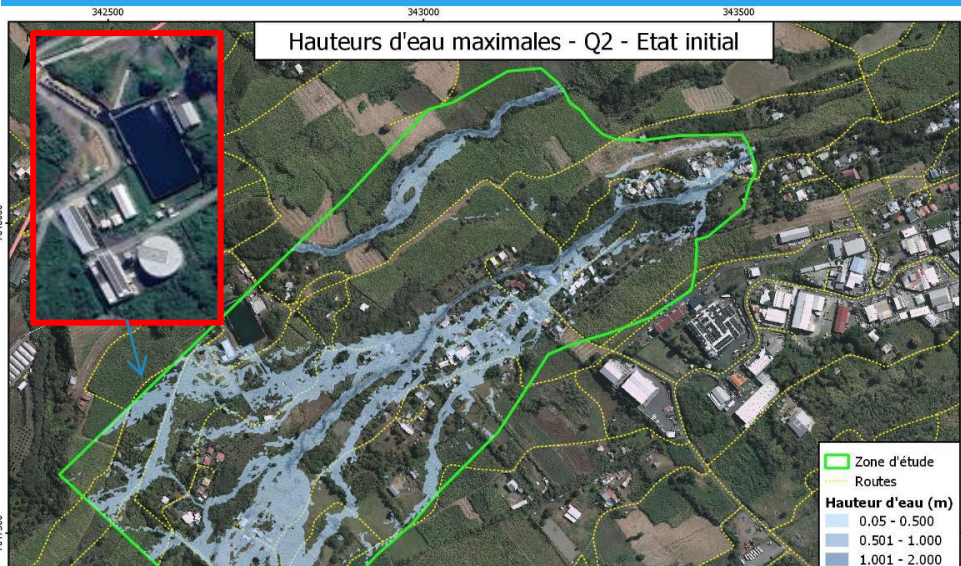 342500
343000
343500
Hauteurs d'eau maximales - Q2 - Etat initial
Zone d'étude
Routes
Hauteur d'eau (m)
0.05 - 0.500
0.501 - 1.000
1.001 - 2.000